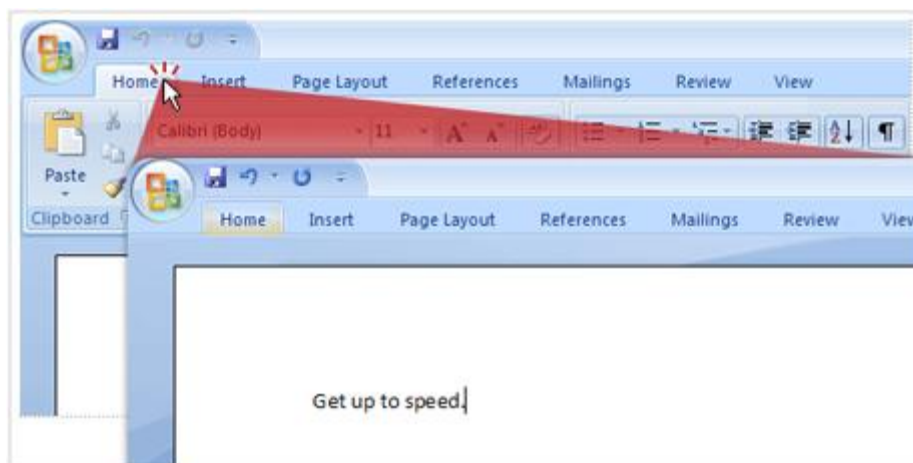 Home Insert Page Layout References Mailings Review View
Calibri (Body) 11 A A
Paste
Clipboard
Home Insert Page Layout References Mailings Review View
Get up to speed.